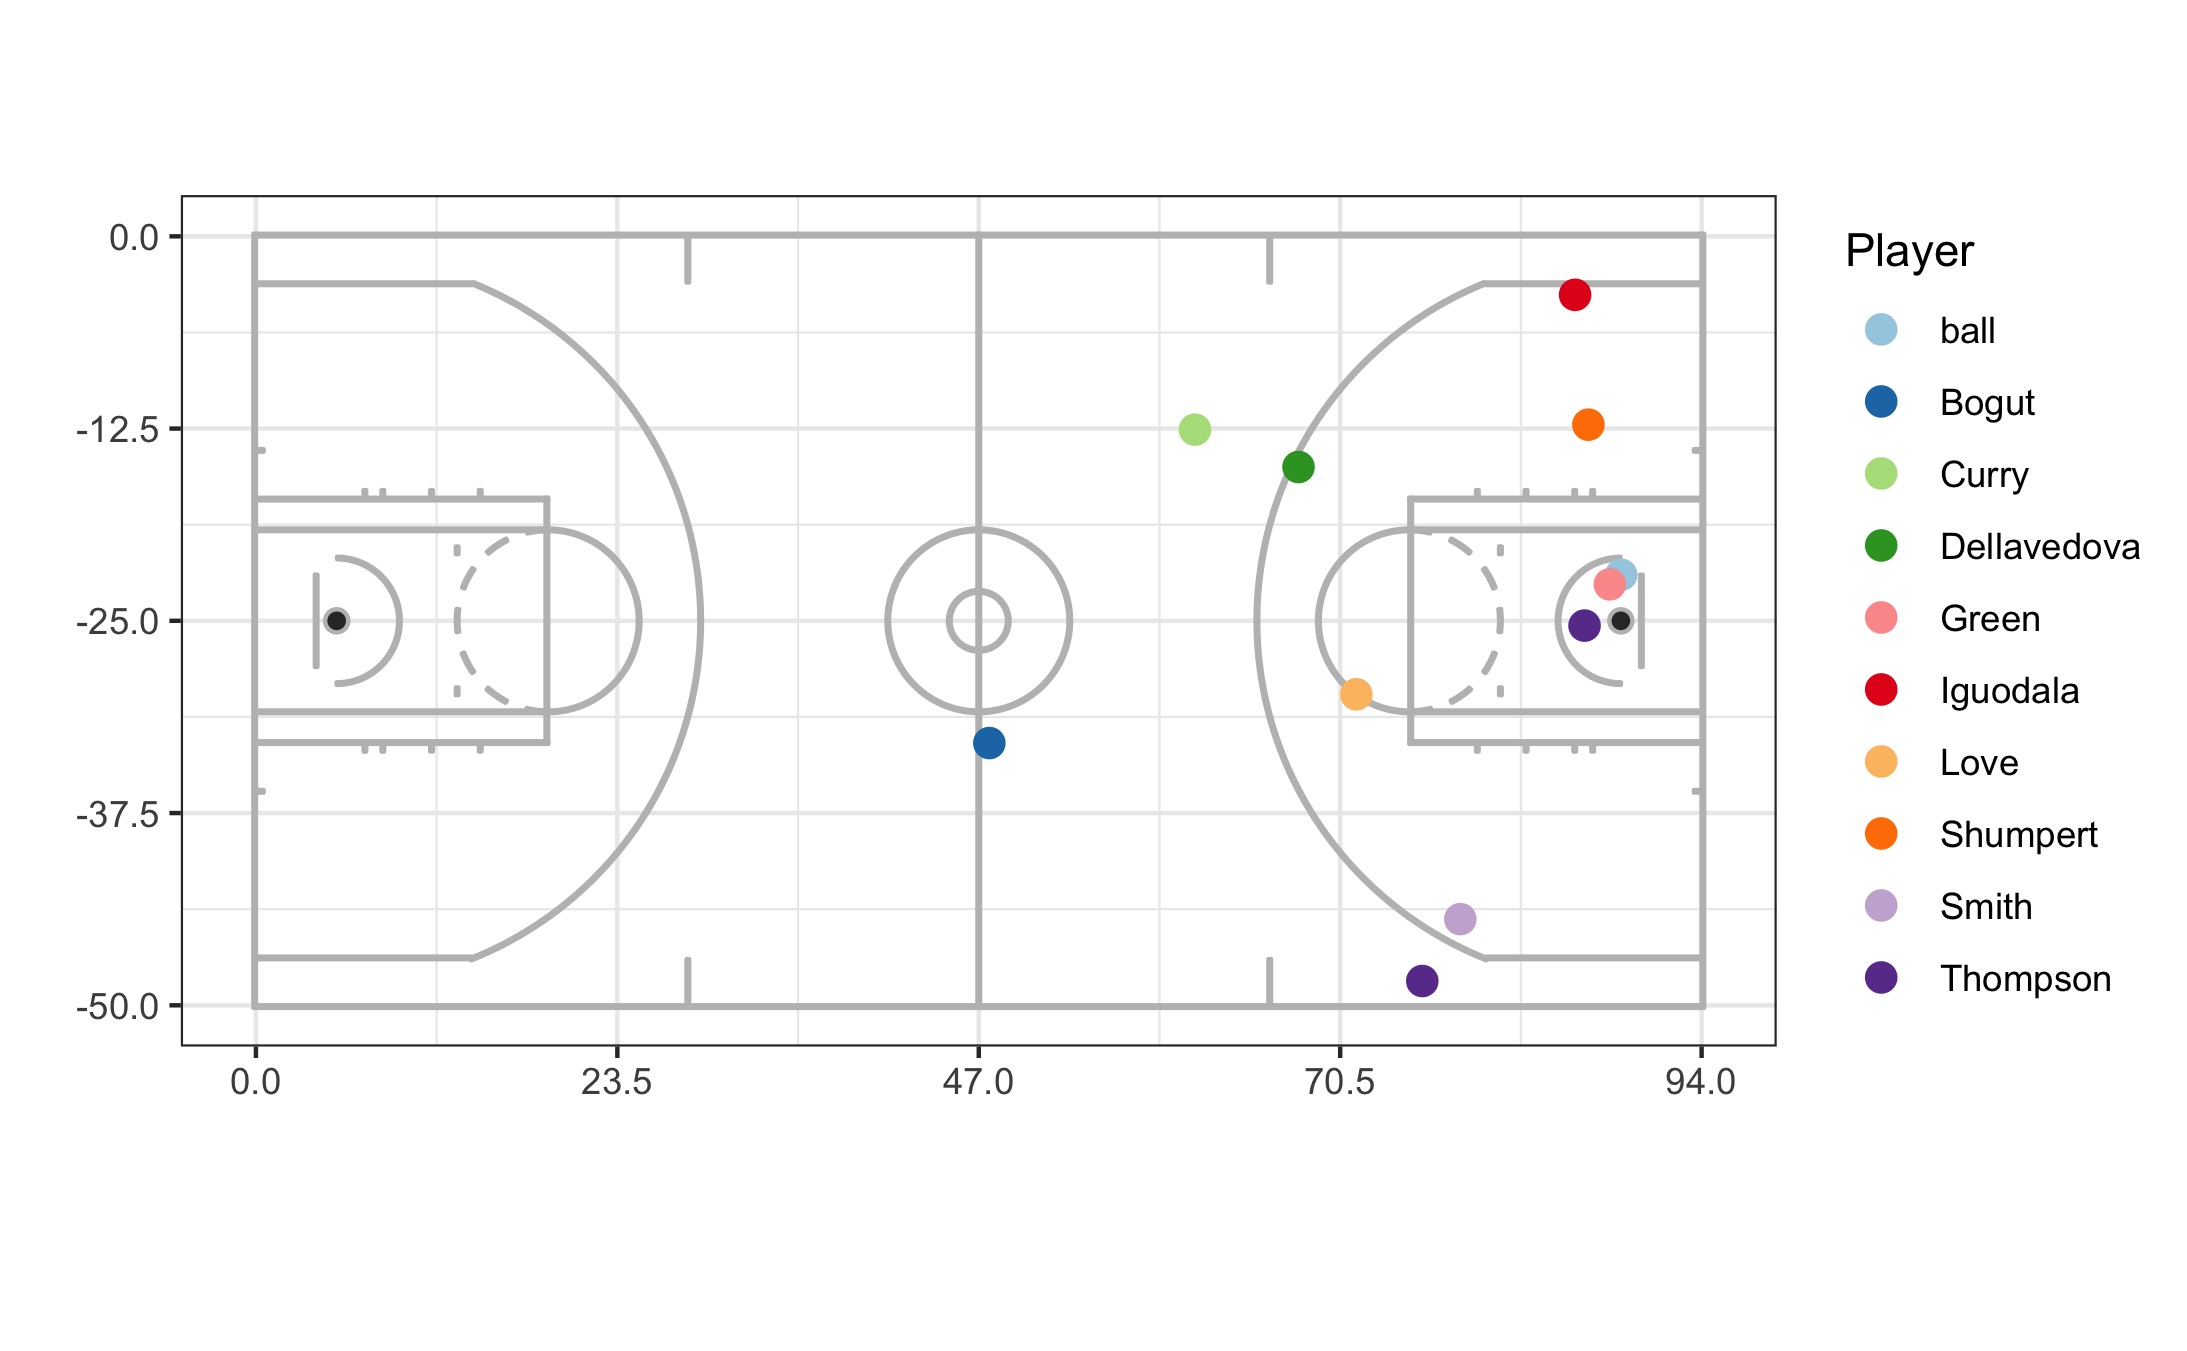 0.0
-12.5
-25.0
-37.5
-50.0
0.0 23.5 47.0 70.5 94.0
Player
ball
Bogut
Curry
Dellavedova
Green
Iguodala
Love
Shumpert
Smith
Thompson